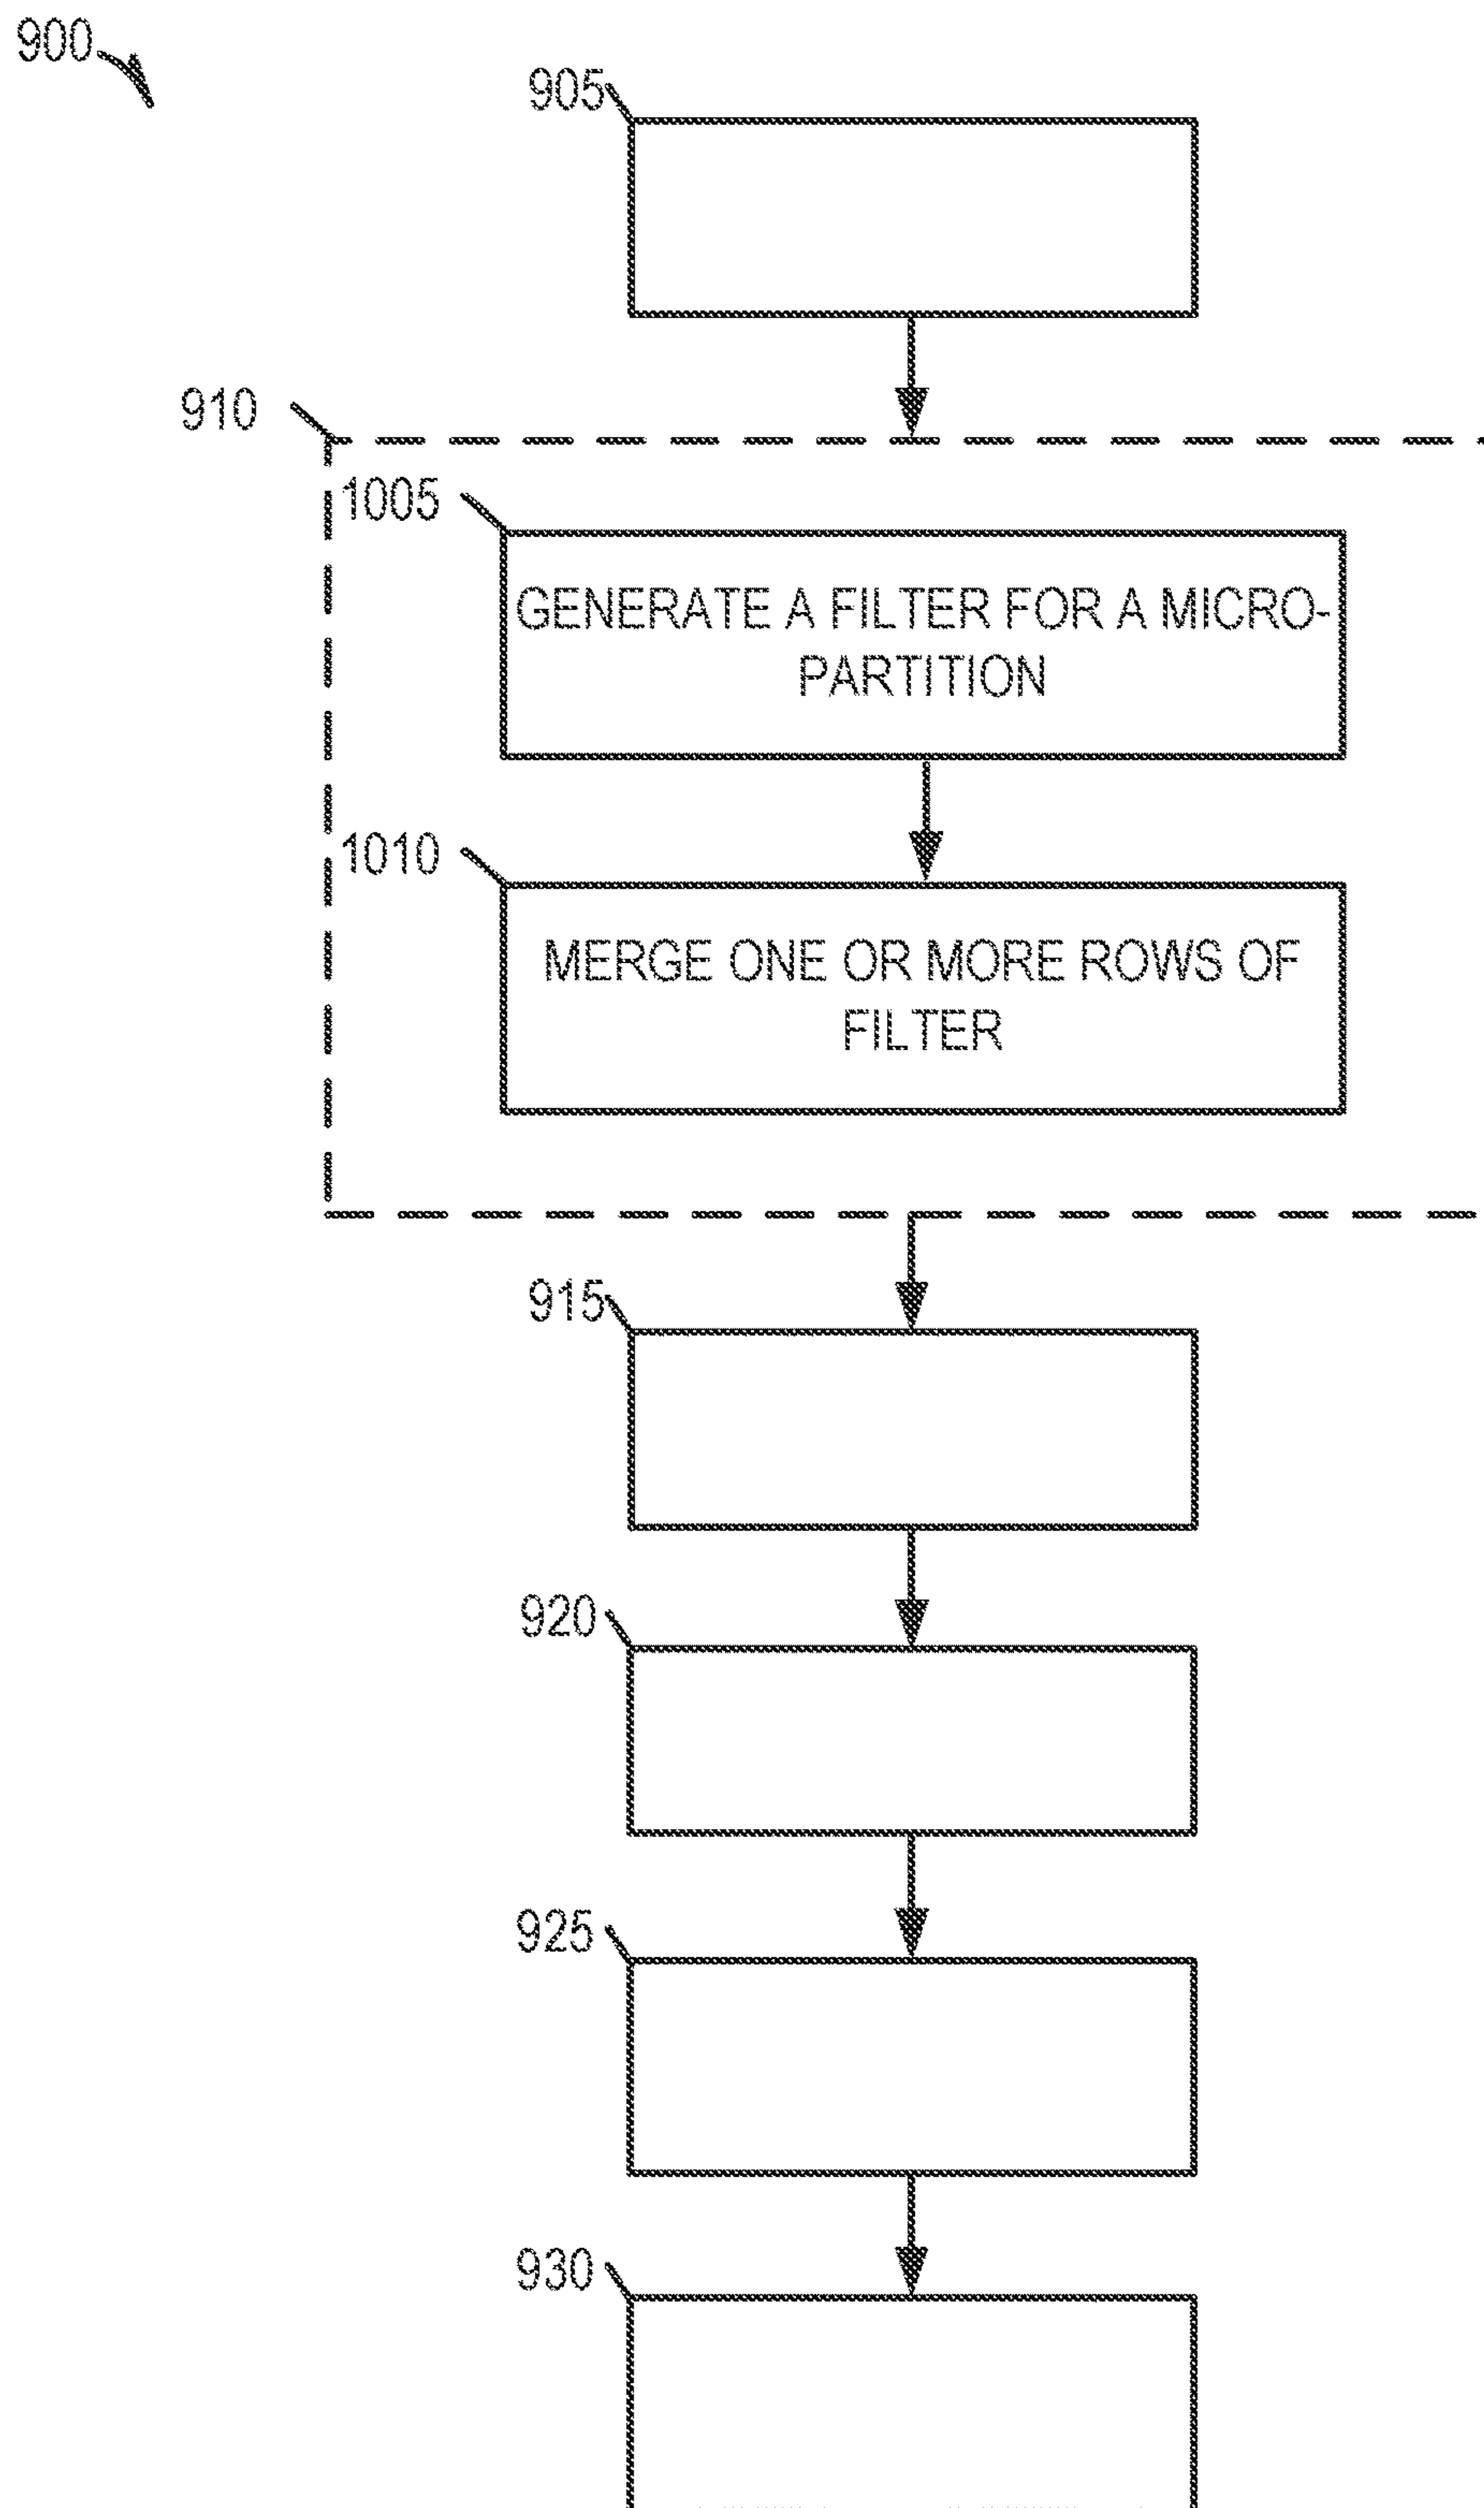 900
905
910
1005
GENERATE A FILTER FOR A MICRO-
PARTITION
1010
MERGE ONE OR MORE ROWS OF
FILTER
915
920
925
930